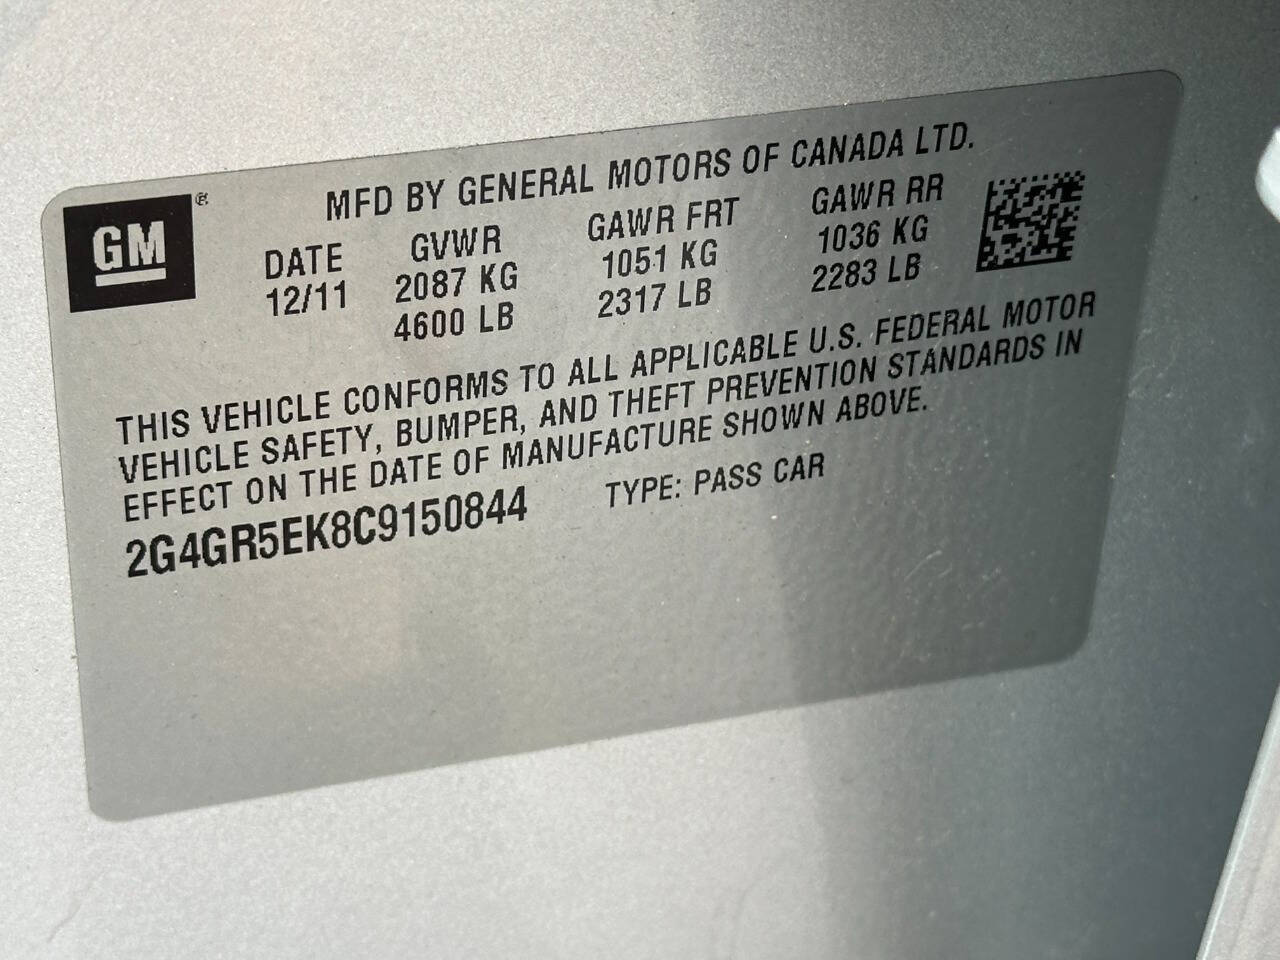 GM
MFD BY GENERAL MOTORS OF CANADA LTD.
DATE GVWR GAWR FRT GAWR RR
12/11 2087 KG 1051 KG 1036 KG
4600 LB 2317 LB 2283 LB
THIS VEHICLE CONFORMS TO ALL APPLICABLE U.S. FEDERAL MOTOR
VEHICLE SAFETY, BUMPER, AND THEFT PREVENTION STANDARDS IN
EFFECT ON THE DATE OF MANUFACTURE SHOWN ABOVE.
2G4GR5EK8C9150844 TYPE: PASS CAR